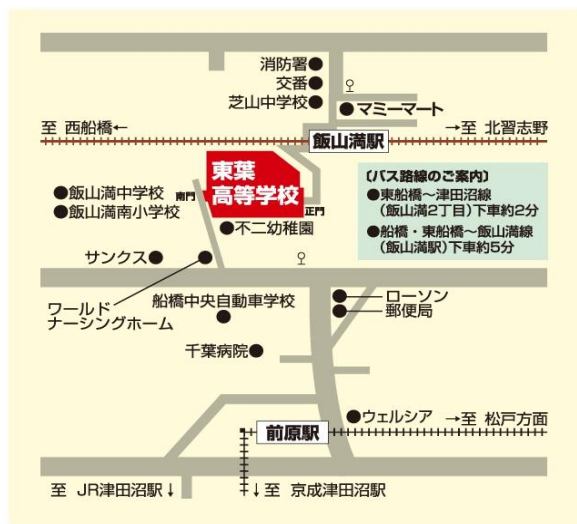 消防署
交番
芝山中学校
マミーマート
至 西船橋←
飯山満駅
→至 北習志野
東葉
高等学校
南門
正門
飯山満中学校
飯山満南小学校
不二幼稚園
〔バス路線のご案内〕
●東船橋～津田沼線
（飯山満2丁目）下車約2分
●船橋・東船橋～飯山満線
（飯山満駅）下車約5分
サンクス
ワールド
ナーシングホーム
船橋中央自動車学校
ローソン
郵便局
千葉病院
ウェルシア
→至 松戸方面
前原駅
至 JR津田沼駅↓
↓至 京成津田沼駅